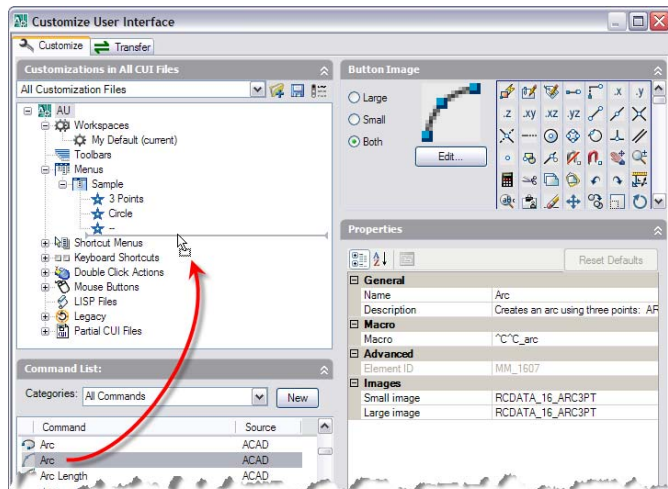 Customize User Interface
Customize
Transfer
Customizations in All CUI Files
All Customization Files
AU
Workspaces
My Default (current)
Toolbars
Menus
Sample
3 Points
Circle
--
Shortcut Menus
Keyboard Shortcuts
Double Click Actions
Mouse Buttons
LISP Files
Legacy
Partial CUI Files
Command List:
Categories: All Commands
New
Command Source
Arc ACAD
Arc ACAD
Arc Length ACAD
Button Image
Large
Small
Both
Edit...
.x .y
.z .xy .xz .yz
Properties
Reset Defaults
General
Name Arc
Description Creates an arc using three points: AR
Macro
Macro ^C^C_arc
Advanced
Element ID MM_1607
Images
Small image RCDATA_16_ARC3PT
Large image RCDATA_16_ARC3PT